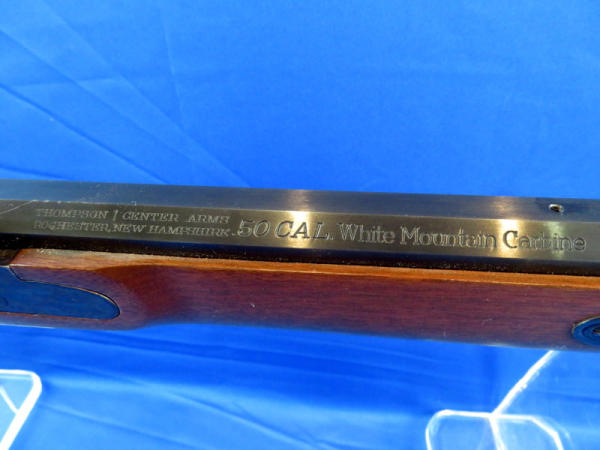 THOMPSON / CENTER ARMS
ROCHESTER, NEW HAMPSHIRE.
50 CAL. White Mountain Carbine